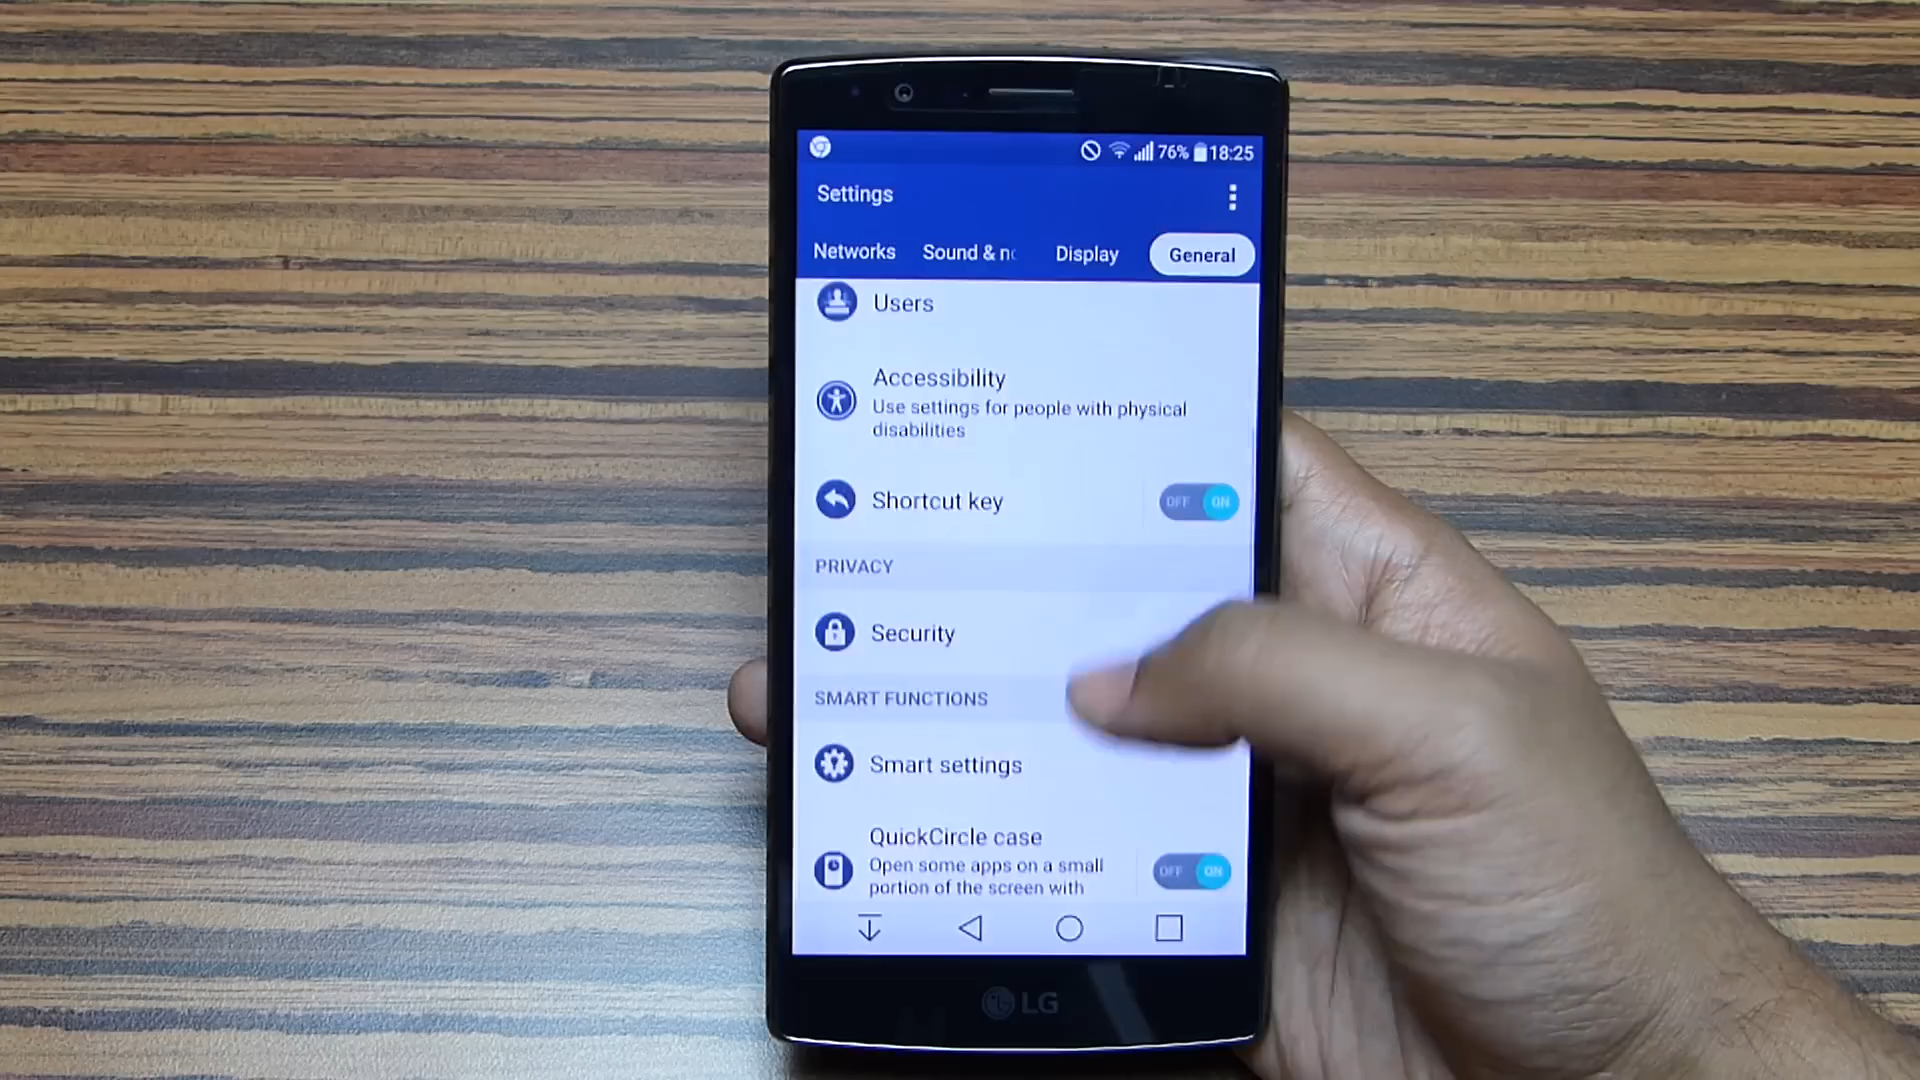 76% 18:25
Settings
Networks Sound & no Display General
Users
Accessibility
Use settings for people with physical
disabilities
Shortcut key OFF ON
PRIVACY
Security
SMART FUNCTIONS
Smart settings
QuickCircle case
Open some apps on a small
portion of the screen with
OFF ON
LG